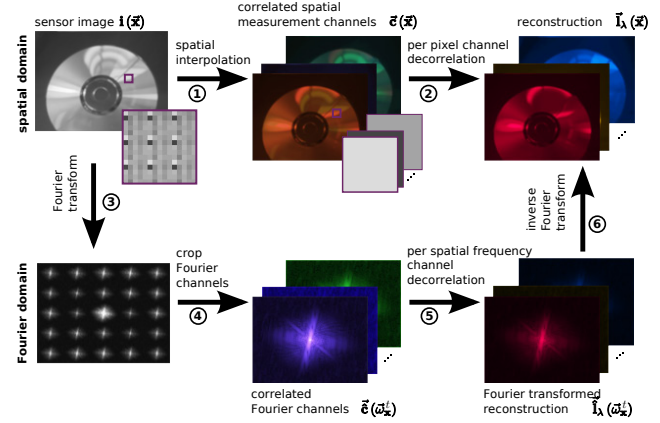 sensor image i(x⃗)
correlated spatial
measurement channels c⃗(x⃗)
reconstruction l⃗λ(x⃗)
spatial domain
spatial
interpolation
①
per pixel channel
decorrelation
②
Fourier
transform
③
inverse
Fourier
transform
⑥
Fourier domain
crop
Fourier
channels
④
per spatial frequency
channel
decorrelation
⑤
correlated
Fourier channels ĉ⃗(ω⃗ₓᵗ)
Fourier transformed
reconstruction l̂⃗λ(ω⃗ₓᵗ)